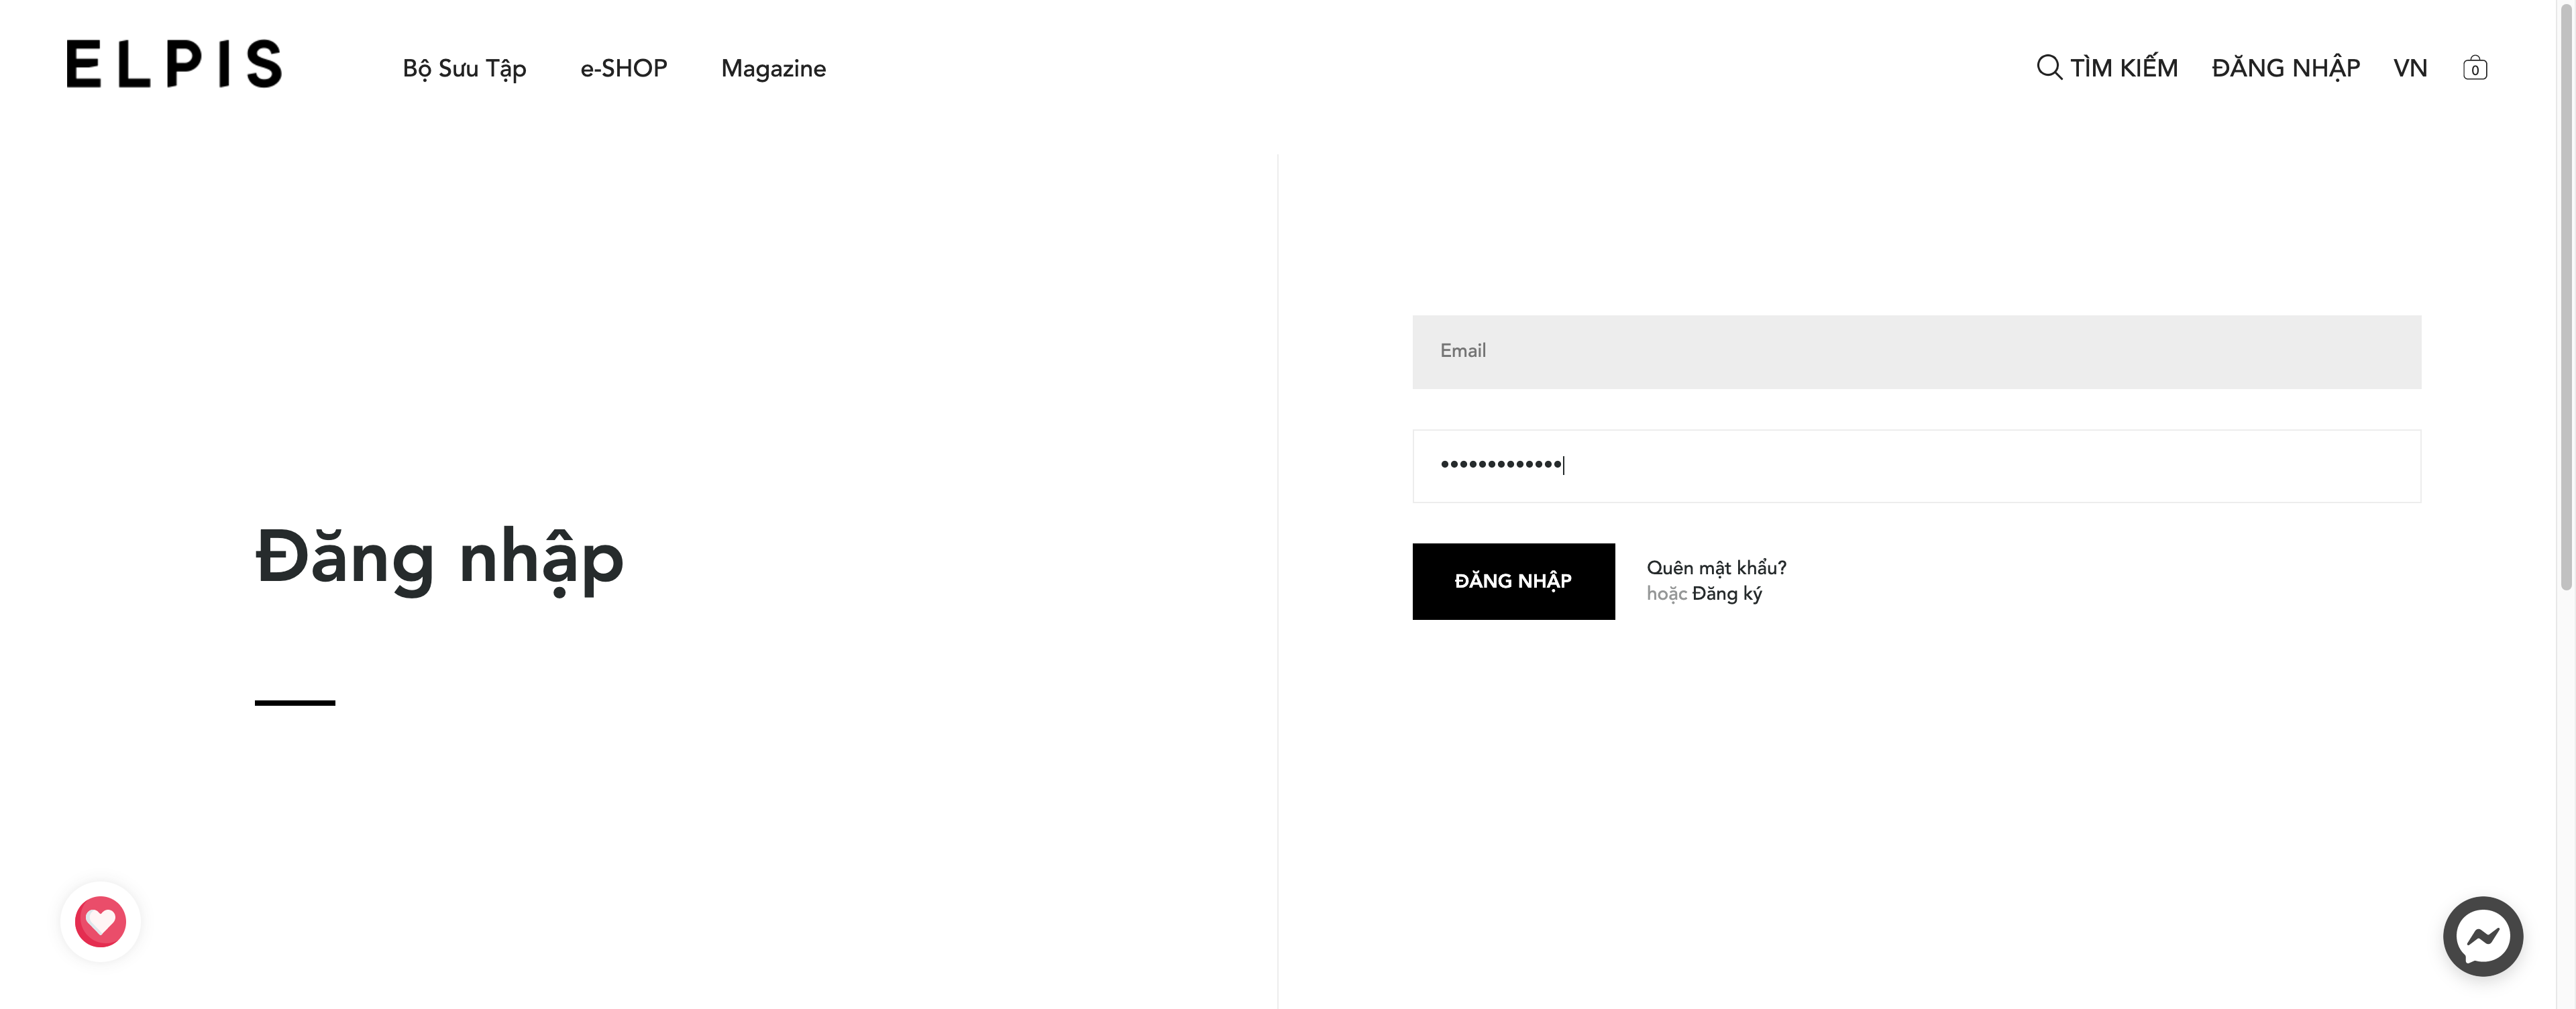 ELPIS
Bộ Sưu Tập
e-SHOP
Magazine
TÌM KIẾM
ĐĂNG NHẬP
VN
0
Đăng nhập
Email
•••••••••••••
ĐĂNG NHẬP
Quên mật khẩu?
hoặc Đăng ký